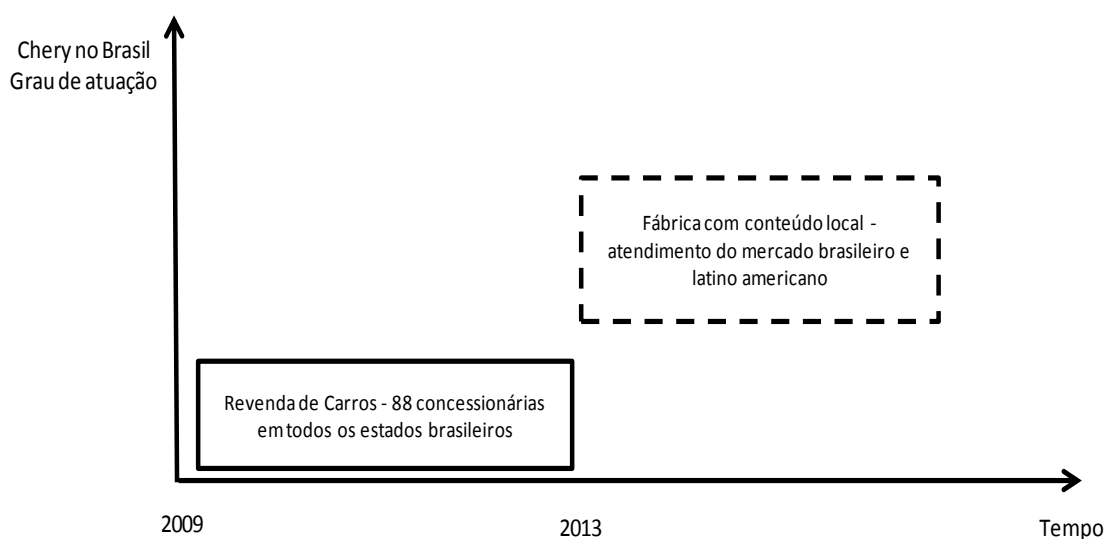 Chery no Brasil
Grau de atuação
Fábrica com conteúdo local -
atendimento do mercado brasileiro e
latino americano
Revenda de Carros - 88 concessionárias
em todos os estados brasileiros
2009
2013
Tempo